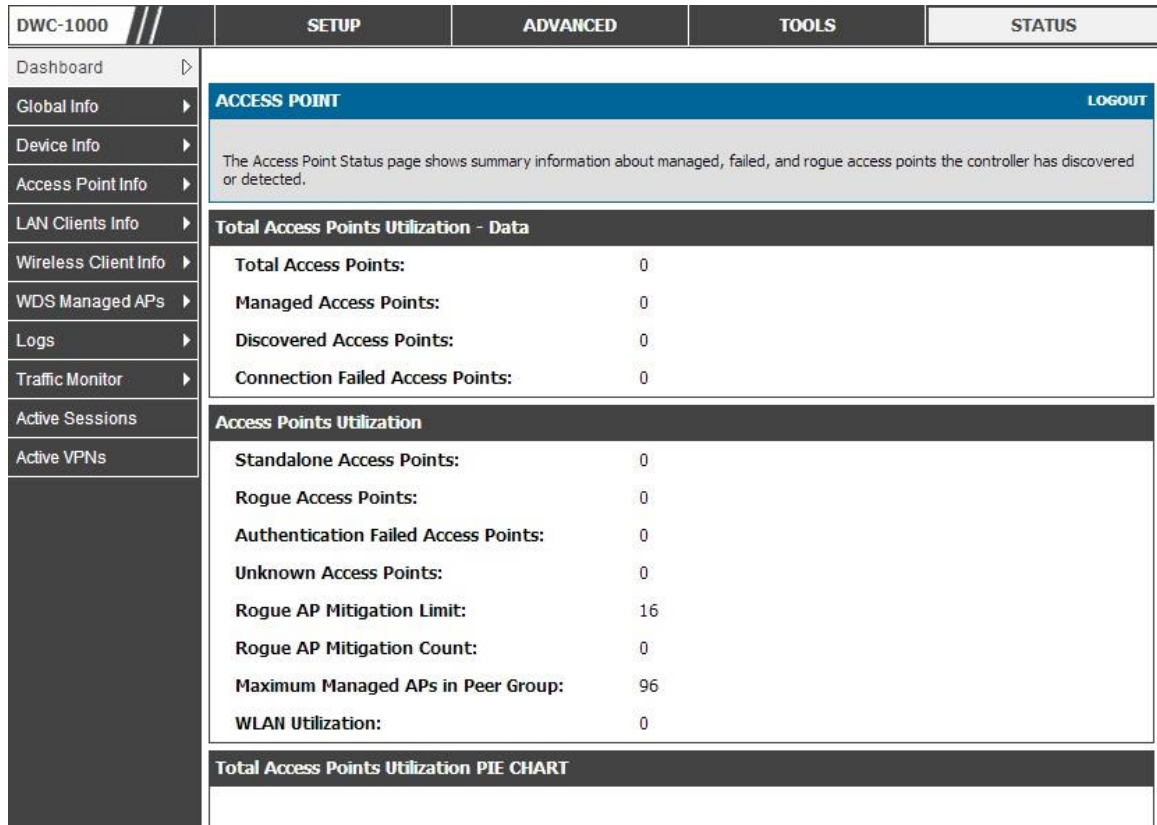 DWC-1000
SETUP
ADVANCED
TOOLS
STATUS
Dashboard
Global Info
Device Info
Access Point Info
LAN Clients Info
Wireless Client Info
WDS Managed APs
Logs
Traffic Monitor
Active Sessions
Active VPNs
ACCESS POINT
LOGOUT
The Access Point Status page shows summary information about managed, failed, and rogue access points the controller has discovered
or detected.
Total Access Points Utilization - Data
Total Access Points: 0
Managed Access Points: 0
Discovered Access Points: 0
Connection Failed Access Points: 0
Access Points Utilization
Standalone Access Points: 0
Rogue Access Points: 0
Authentication Failed Access Points: 0
Unknown Access Points: 0
Rogue AP Mitigation Limit: 16
Rogue AP Mitigation Count: 0
Maximum Managed APs in Peer Group: 96
WLAN Utilization: 0
Total Access Points Utilization PIE CHART